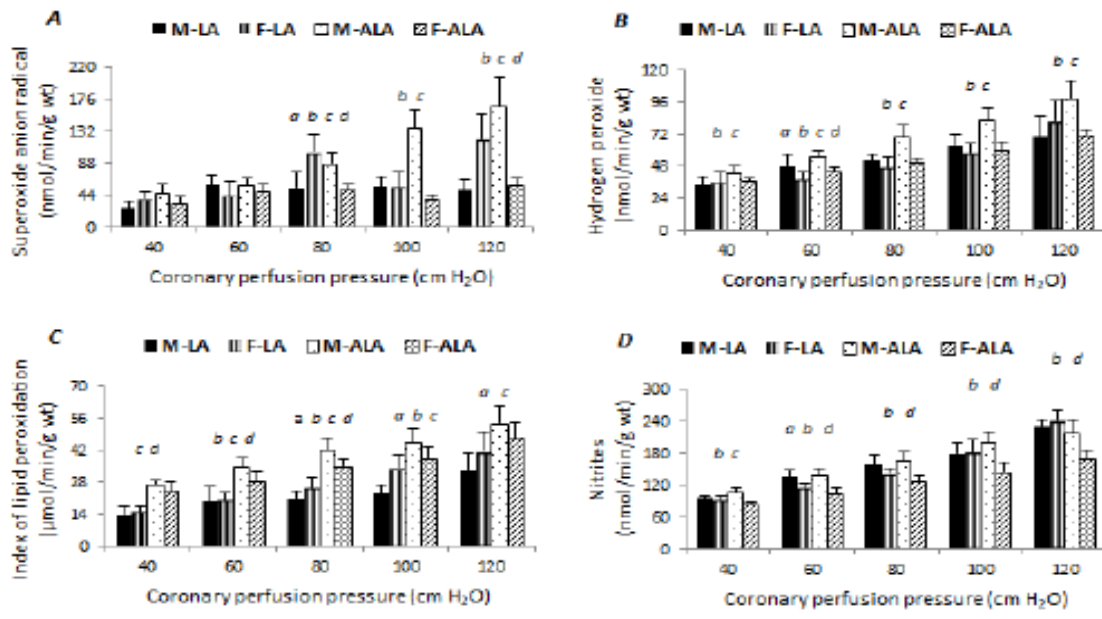 A
M-LA F-LA M-ALA F-ALA
Superoxide anion radical
(nmol/min/g wt)
220
176
132
88
44
0
a b c d
b c
b c d
40 60 80 100 120
Coronary perfusion pressure (cm H₂O)
B
M-LA F-LA M-ALA F-ALA
Hydrogen peroxide
|nmol/min/g wt)
120
96
72
48
24
0
b c
a b c d
b c
b c
b c
40 60 80 100 120
Coronary perfusion pressure (cm H₂O)
C
M-LA F-LA M-ALA F-ALA
Index of lipid peroxidation
|µmol/min/g wt)
70
56
42
28
14
0
c d
b c d
a b c d
a b c
a c
40 60 80 100 120
Coronary perfusion pressure (cm H₂O)
D
M-LA F-LA M-ALA F-ALA
Nitrites
(nmol/min/g wt)
300
240
180
120
60
0
b c
a b d
b d
b d
b d
40 60 80 100 120
Coronary perfusion pressure (cm H₂O)